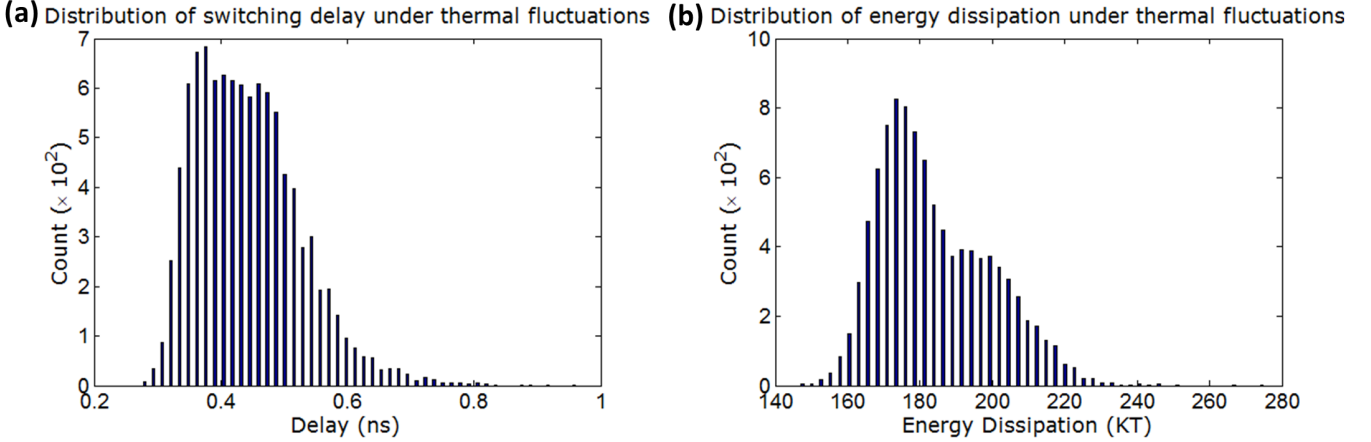 (a) Distribution of switching delay under thermal fluctuations
7
6
5
4
3
2
1
0
Count (× 10²)
0.2 0.4 0.6 0.8 1
Delay (ns)
(b) Distribution of energy dissipation under thermal fluctuations
10
8
6
4
2
0
Count (× 10²)
140 160 180 200 220 240 260 280
Energy Dissipation (KT)